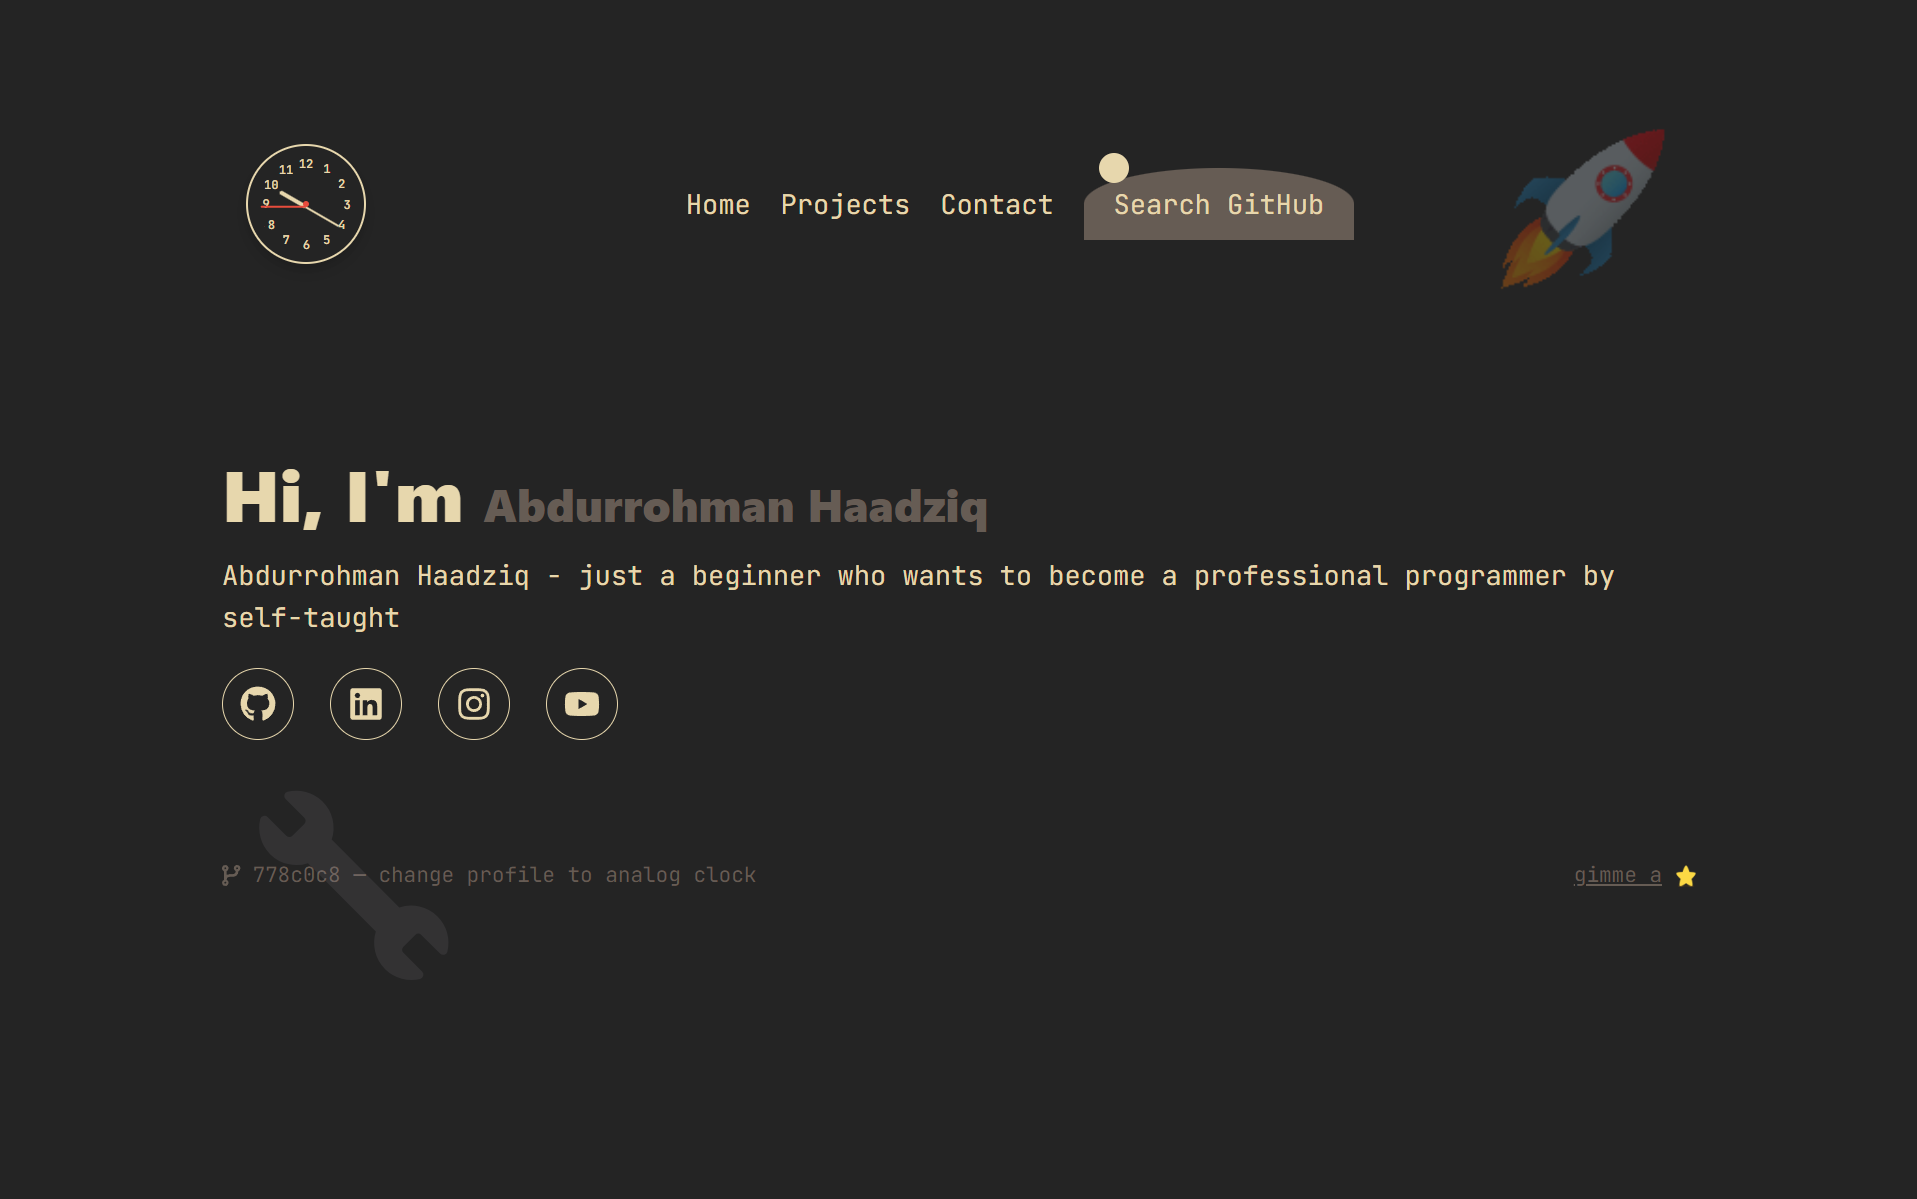 12
11 1
10 2
9 3
8 4
7 5
6
Home Projects Contact Search GitHub
Hi, I'm Abdurrohman Haadziq
Abdurrohman Haadziq - just a beginner who wants to become a professional programmer by
self-taught
in
778c0c8 — change profile to analog clock
gimme a ⭐